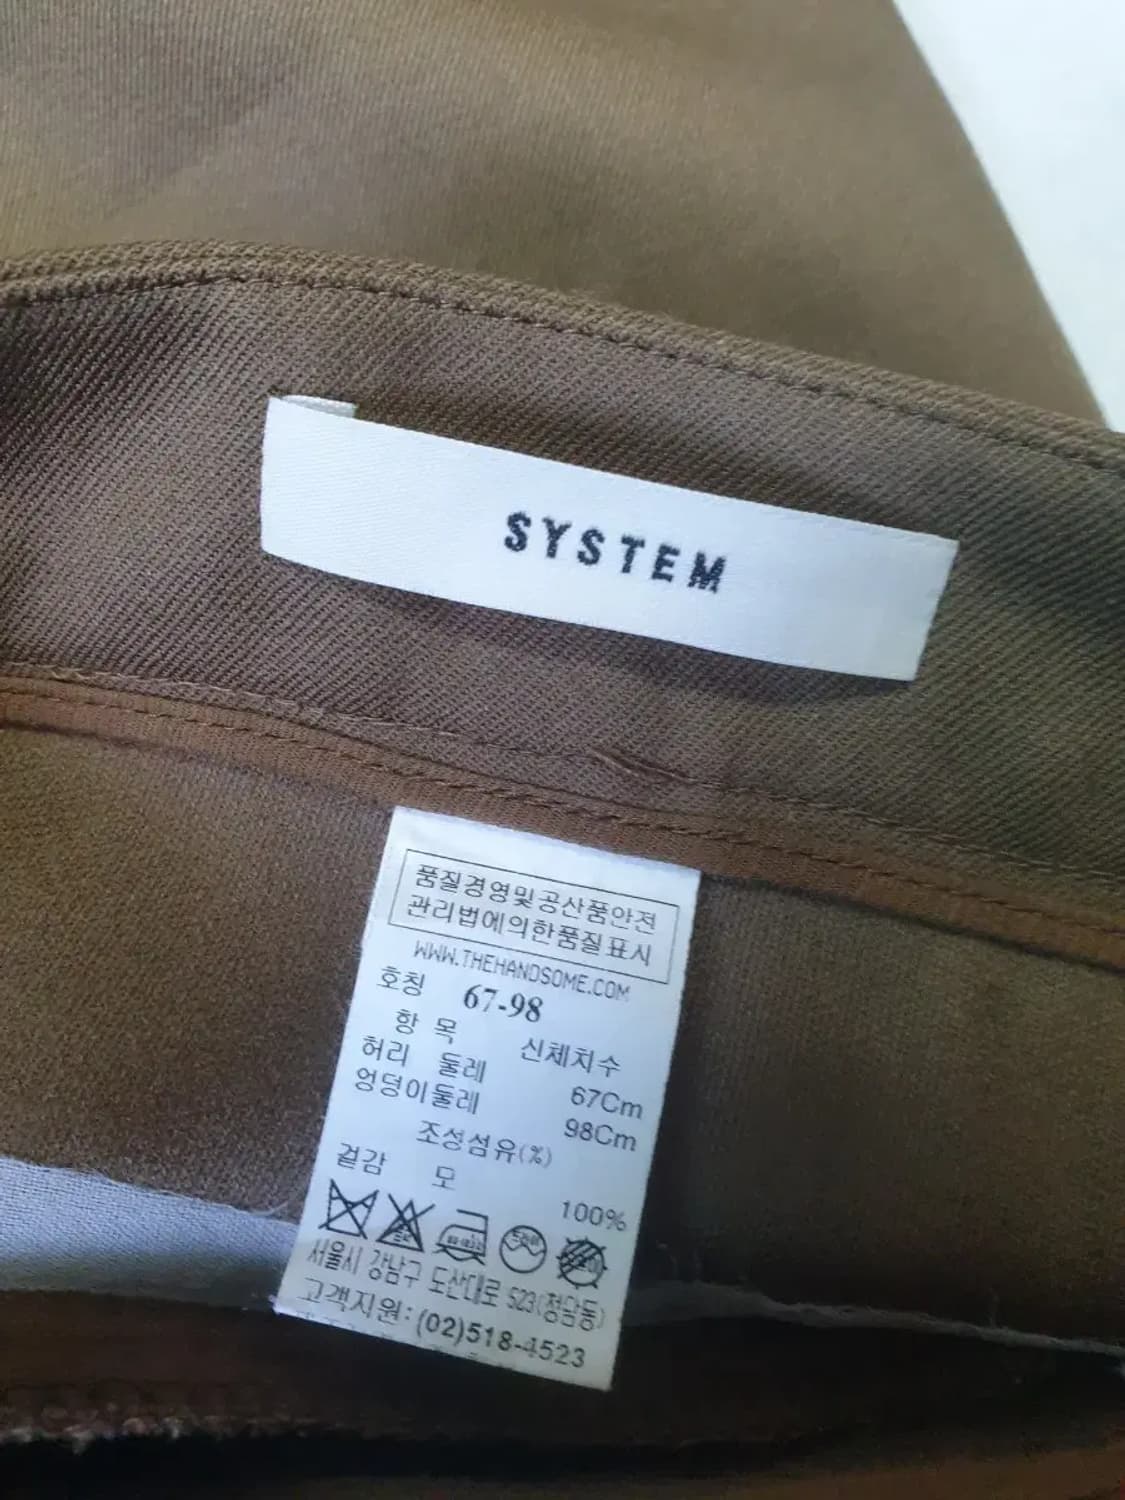 SYSTEM
품질경영및공산품안전
관리법에의한품질표시
WWW.THEHANDSOME.COM
호칭 67-98
항 목 신체치수
허리 둘레 67Cm
엉덩이둘레 98Cm
조성섬유(%)
겉감 모 100%
서울시 강남구 도산대로 523(청담동)
고객지원: (02)518-4523